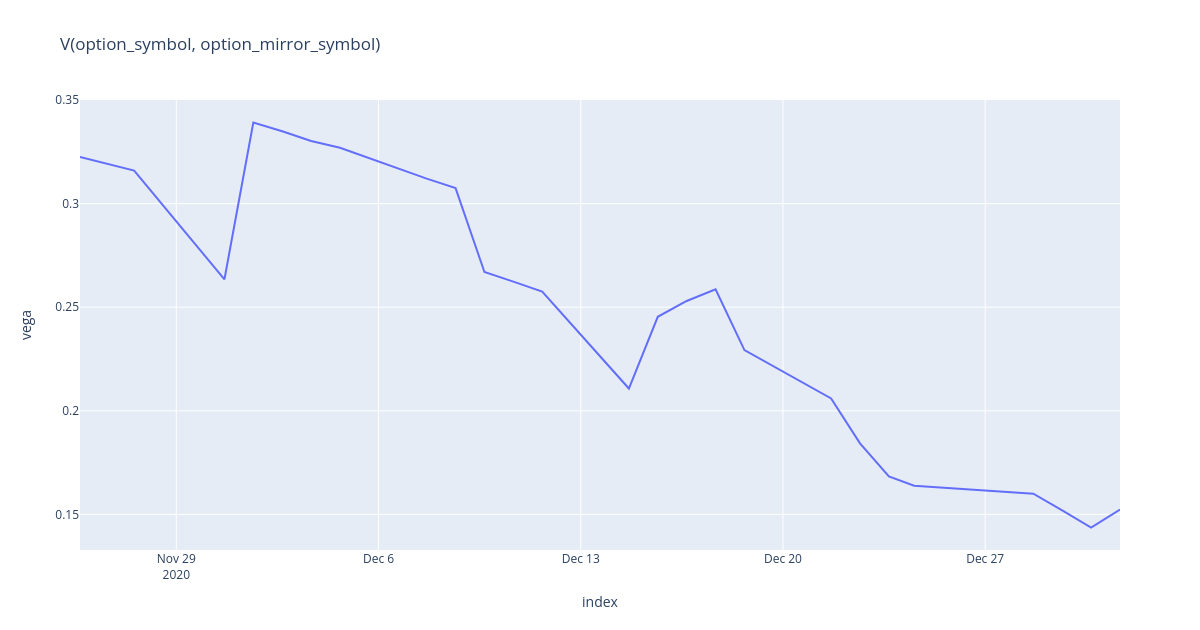 V(option_symbol, option_mirror_symbol)
0.35
0.3
0.25
0.2
0.15
vega
Nov 29
2020
Dec 6
Dec 13
Dec 20
Dec 27
index